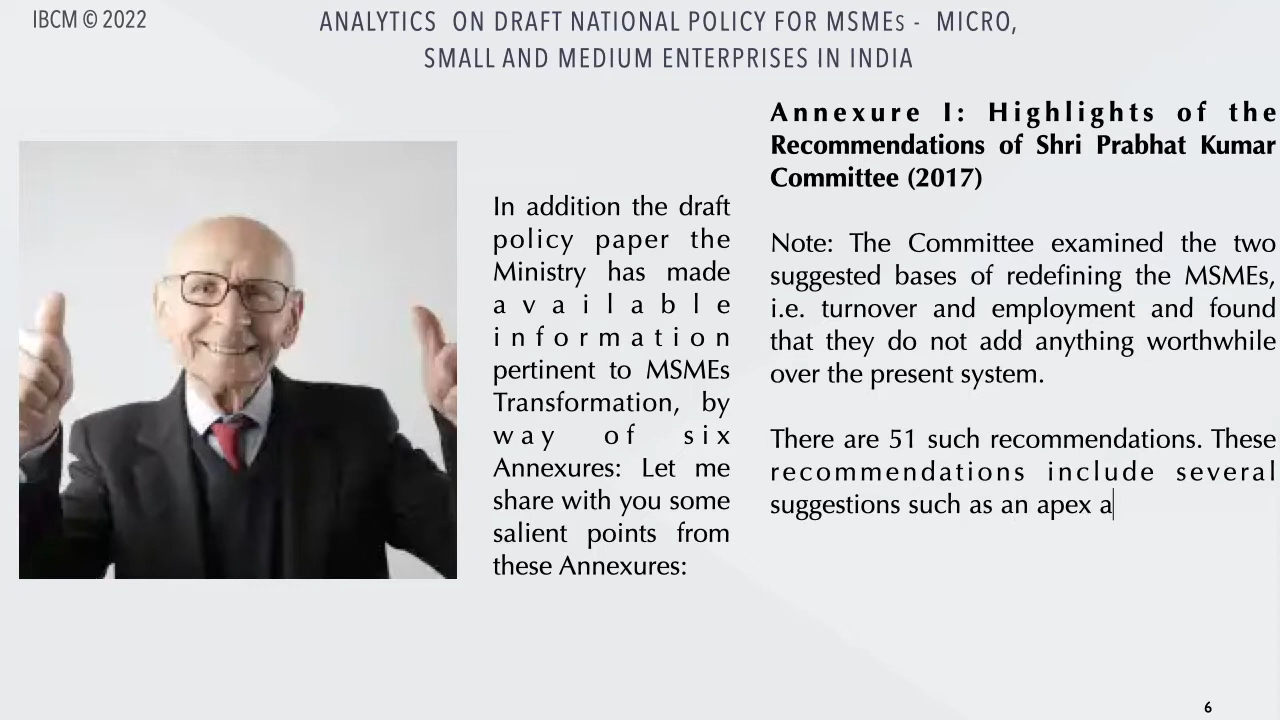 IBCM © 2022
ANALYTICS ON DRAFT NATIONAL POLICY FOR MSMEs - MICRO,
SMALL AND MEDIUM ENTERPRISES IN INDIA
In addition the draft
policy paper the
Ministry has made
available
information
pertinent to MSMEs
Transformation, by
way of six
Annexures: Let me
share with you some
salient points from
these Annexures:
Annexure I: Highlights of the
Recommendations of Shri Prabhat Kumar
Committee (2017)
Note: The Committee examined the two
suggested bases of redefining the MSMEs,
i.e. turnover and employment and found
that they do not add anything worthwhile
over the present system.
There are 51 such recommendations. These
recommendations include several
suggestions such as an apex a
6